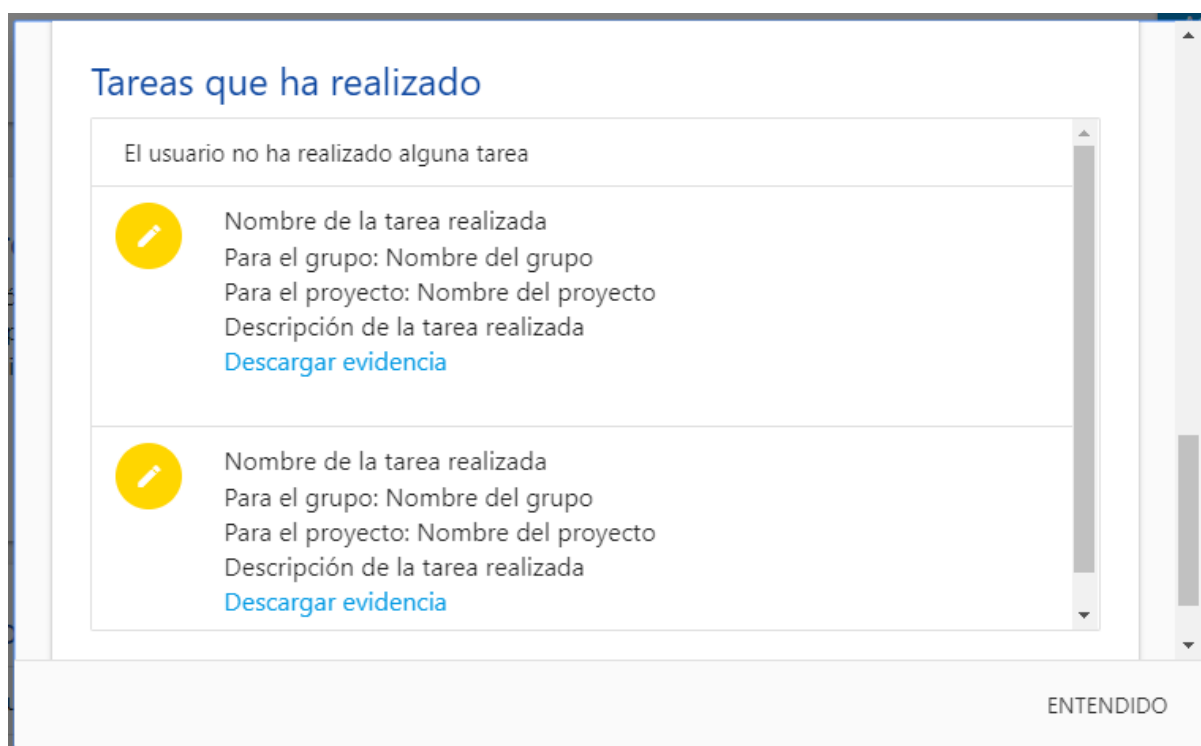 Tareas que ha realizado
El usuario no ha realizado alguna tarea
Nombre de la tarea realizada
Para el grupo: Nombre del grupo
Para el proyecto: Nombre del proyecto
Descripción de la tarea realizada
Descargar evidencia
Nombre de la tarea realizada
Para el grupo: Nombre del grupo
Para el proyecto: Nombre del proyecto
Descripción de la tarea realizada
Descargar evidencia
ENTENDIDO